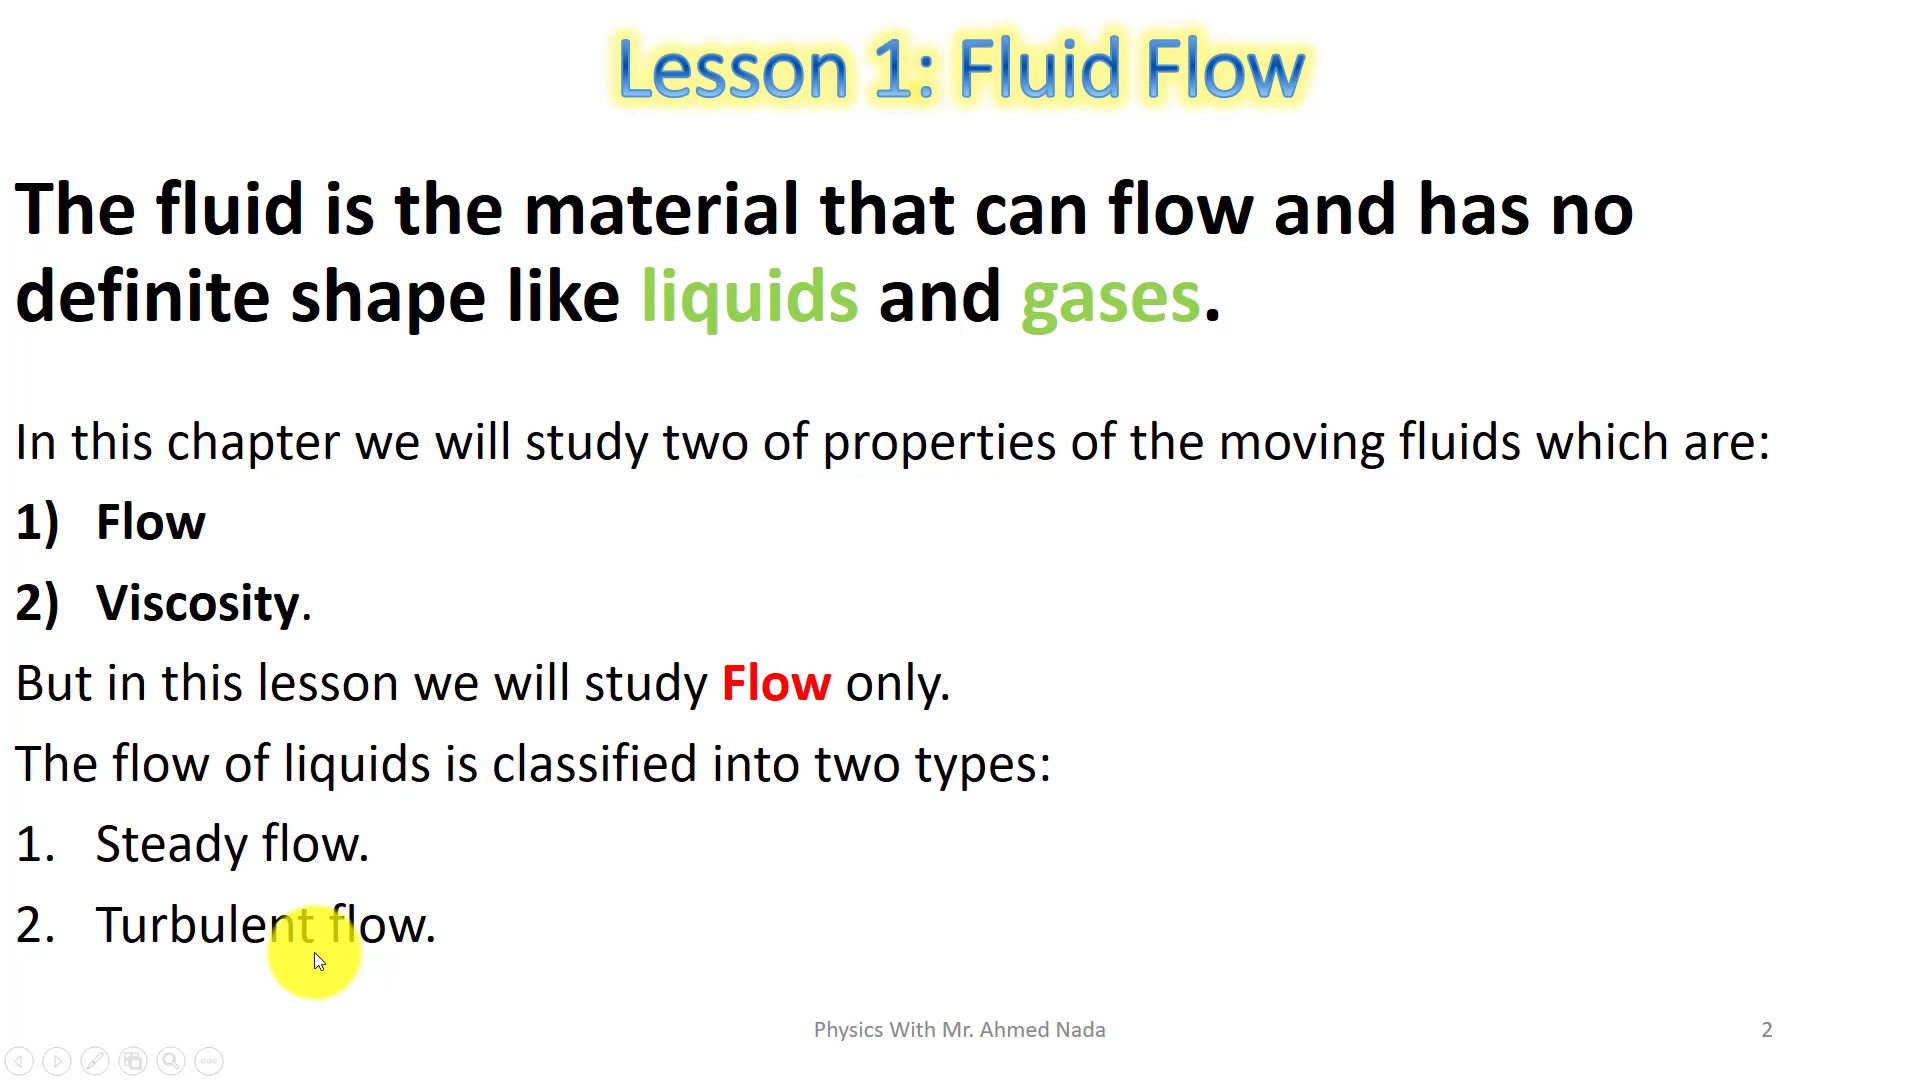 Lesson 1: Fluid Flow
The fluid is the material that can flow and has no
definite shape like liquids and gases.
In this chapter we will study two of properties of the moving fluids which are:
1) Flow
2) Viscosity.
But in this lesson we will study Flow only.
The flow of liquids is classified into two types:
1. Steady flow.
2. Turbulent flow.
Physics With Mr. Ahmed Nada
2